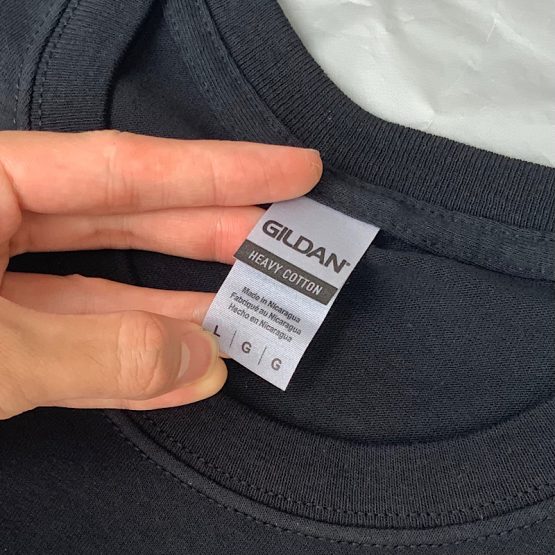 GILDAN
HEAVY COTTON
Made in Nicaragua
Fabriqué au Nicaragua
Hecho en Nicaragua
L | G | G